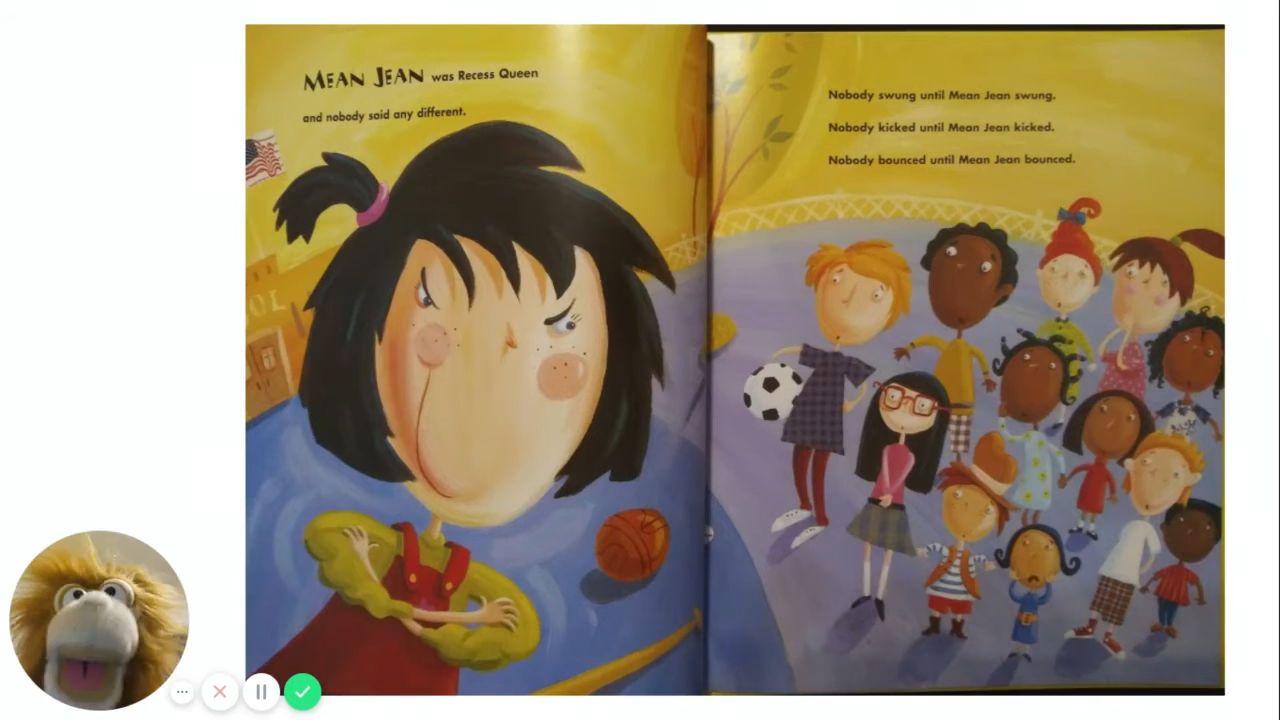 MEAN JEAN was Recess Queen
and nobody said any different.
Nobody swung until Mean Jean swung.
Nobody kicked until Mean Jean kicked.
Nobody bounced until Mean Jean bounced.
OL